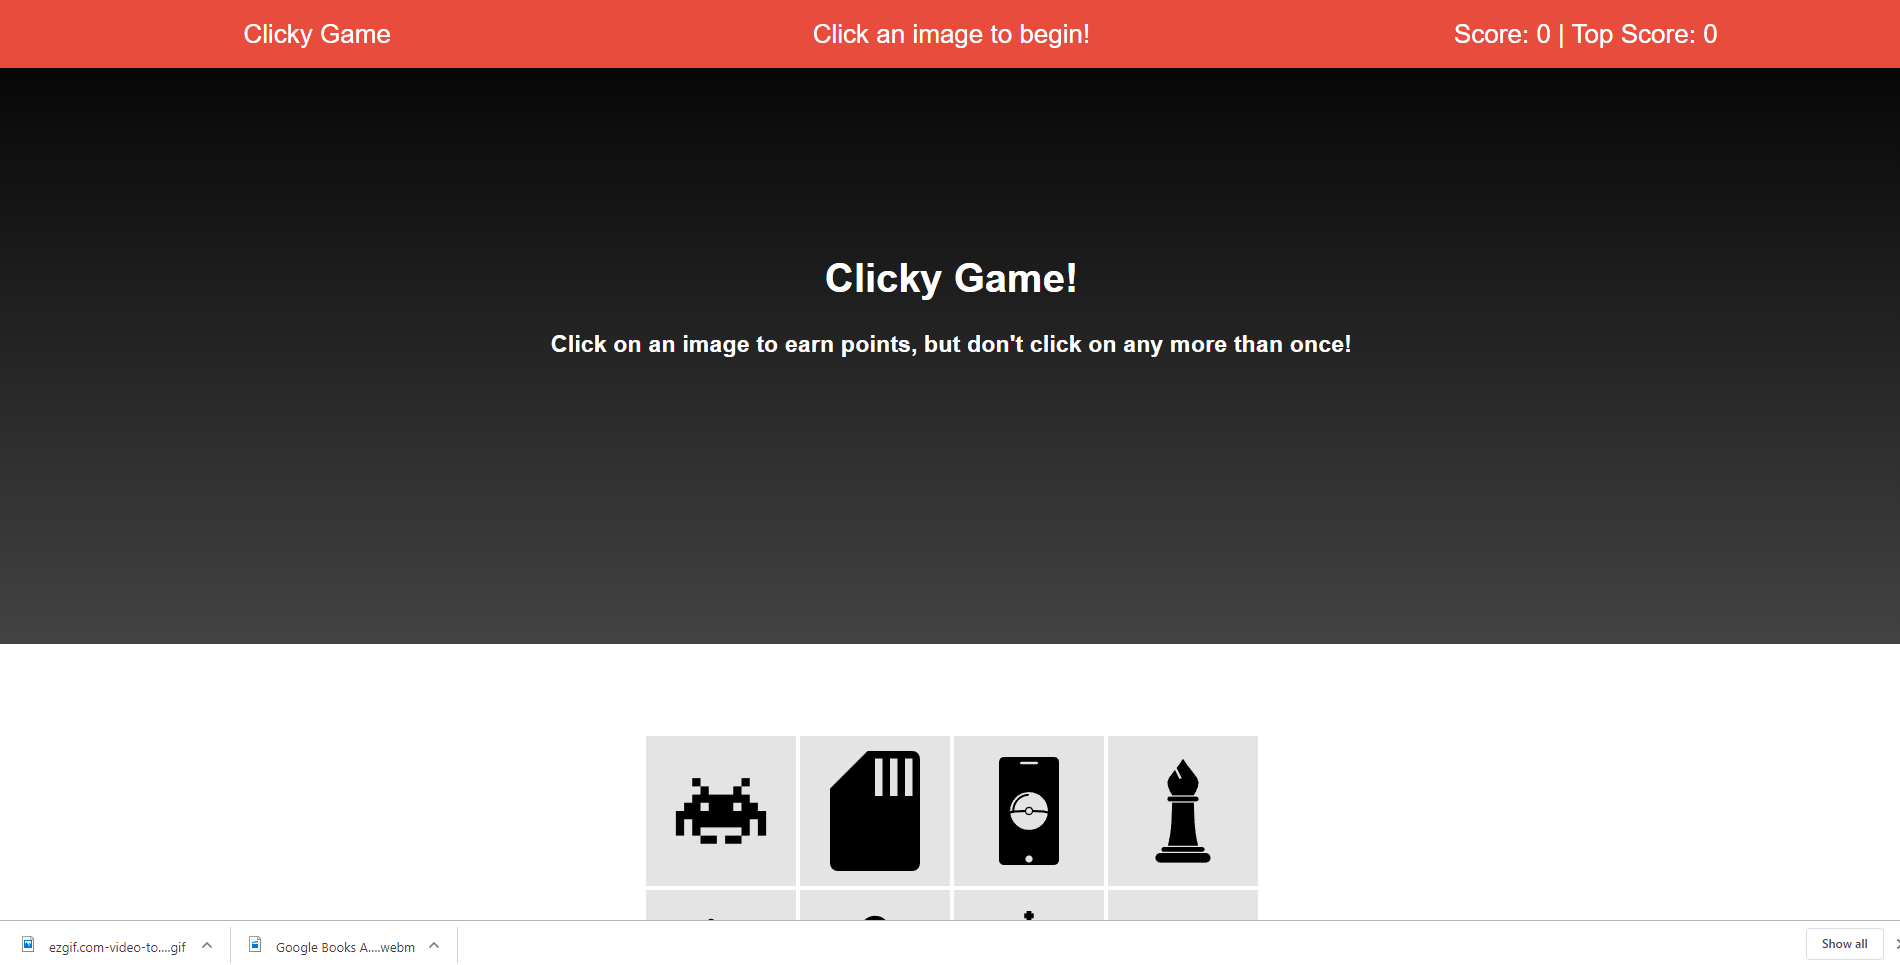 Clicky Game
Click an image to begin!
Score: 0 | Top Score: 0
Clicky Game!
Click on an image to earn points, but don't click on any more than once!
ezgif.com-video-to....gif
Google Books A....webm
Show all